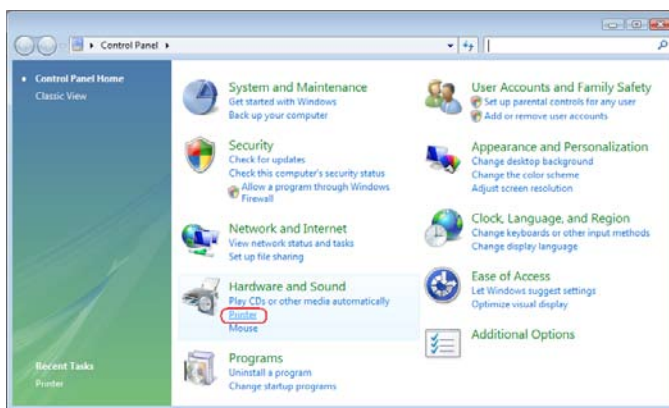 Control Panel
Control Panel Home
Classic View
System and Maintenance
Get started with Windows
Back up your computer
Security
Check for updates
Check this computer's security status
Allow a program through Windows
Firewall
Network and Internet
View network status and tasks
Set up file sharing
Hardware and Sound
Play CDs or other media automatically
Printer
Mouse
Programs
Uninstall a program
Change startup programs
User Accounts and Family Safety
Set up parental controls for any user
Add or remove user accounts
Appearance and Personalization
Change desktop background
Change the color scheme
Adjust screen resolution
Clock, Language, and Region
Change keyboards or other input methods
Change display language
Ease of Access
Let Windows suggest settings
Optimize visual display
Additional Options
Recent Tasks
Printer